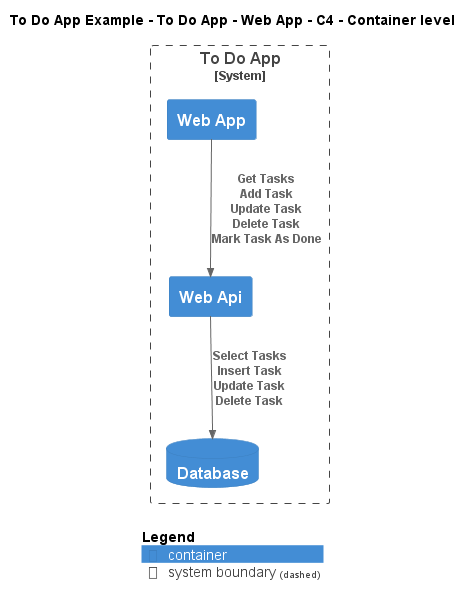 To Do App Example - To Do App - Web App - C4 - Container level
To Do App
[System]
Web App
Get Tasks
Add Task
Update Task
Delete Task
Mark Task As Done
Web Api
Select Tasks
Insert Task
Update Task
Delete Task
Database
Legend
container
system boundary (dashed)